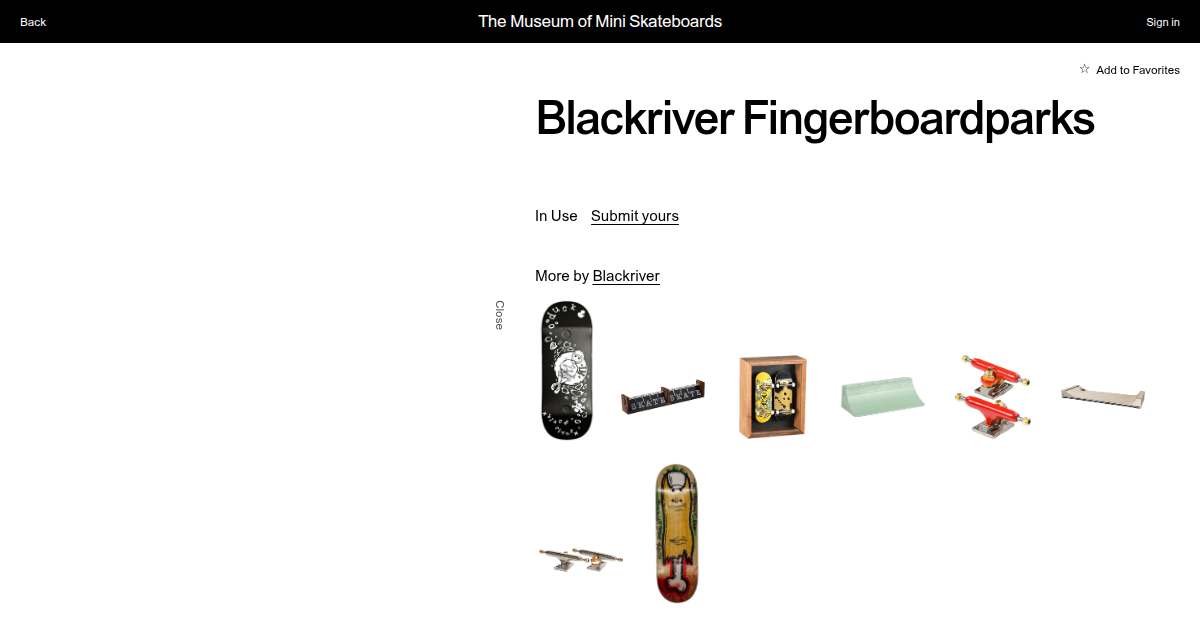 Back
The Museum of Mini Skateboards
Sign in
☆ Add to Favorites
Blackriver Fingerboardparks
In Use Submit yours
More by Blackriver
Close
SKATE SKATE